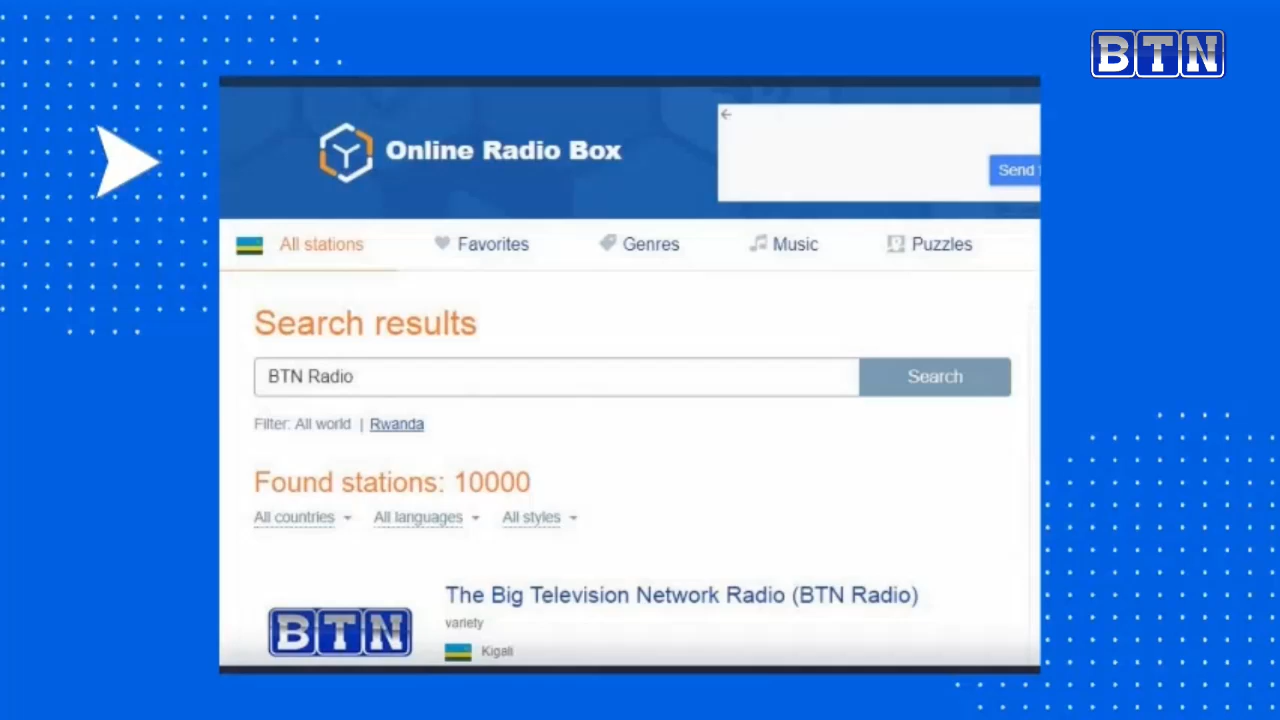 BTN
Online Radio Box
Send
All stations
Favorites
Genres
Music
Puzzles
Search results
BTN Radio
Search
Filter: All world | Rwanda
Found stations: 10000
All countries
All languages
All styles
The Big Television Network Radio (BTN Radio)
variety
BTN
Kigali